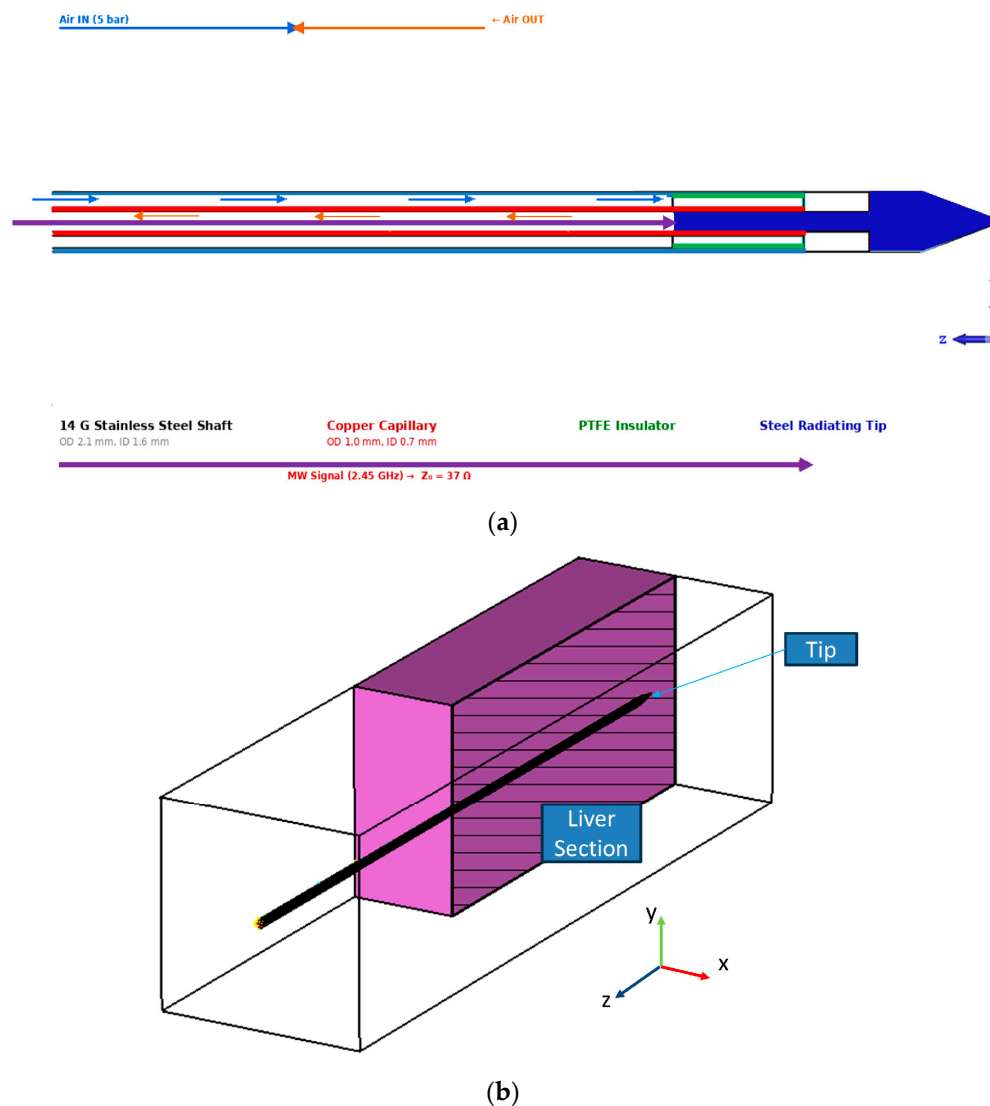 Air IN (5 bar)
← Air OUT
z
14 G Stainless Steel Shaft
OD 2.1 mm, ID 1.6 mm
Copper Capillary
OD 1.0 mm, ID 0.7 mm
PTFE Insulator
Steel Radiating Tip
MW Signal (2.45 GHz) → Z₀ = 37 Ω
(a)
Tip
Liver
Section
y
x
z
(b)